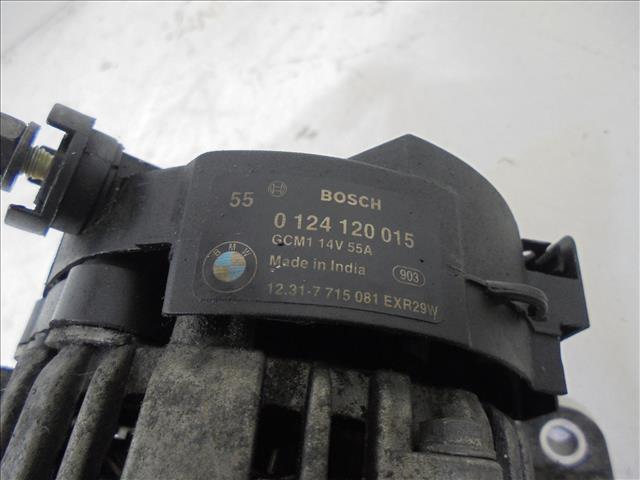 55 BOSCH
0 124 120 015
GCM1 14V 55A
BMW
Made in India 903
12.31-7 715 081 EXR29W